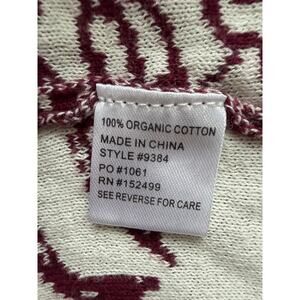 100% ORGANIC COTTON
MADE IN CHINA
STYLE #9384
PO #1061
RN #152499
SEE REVERSE FOR CARE